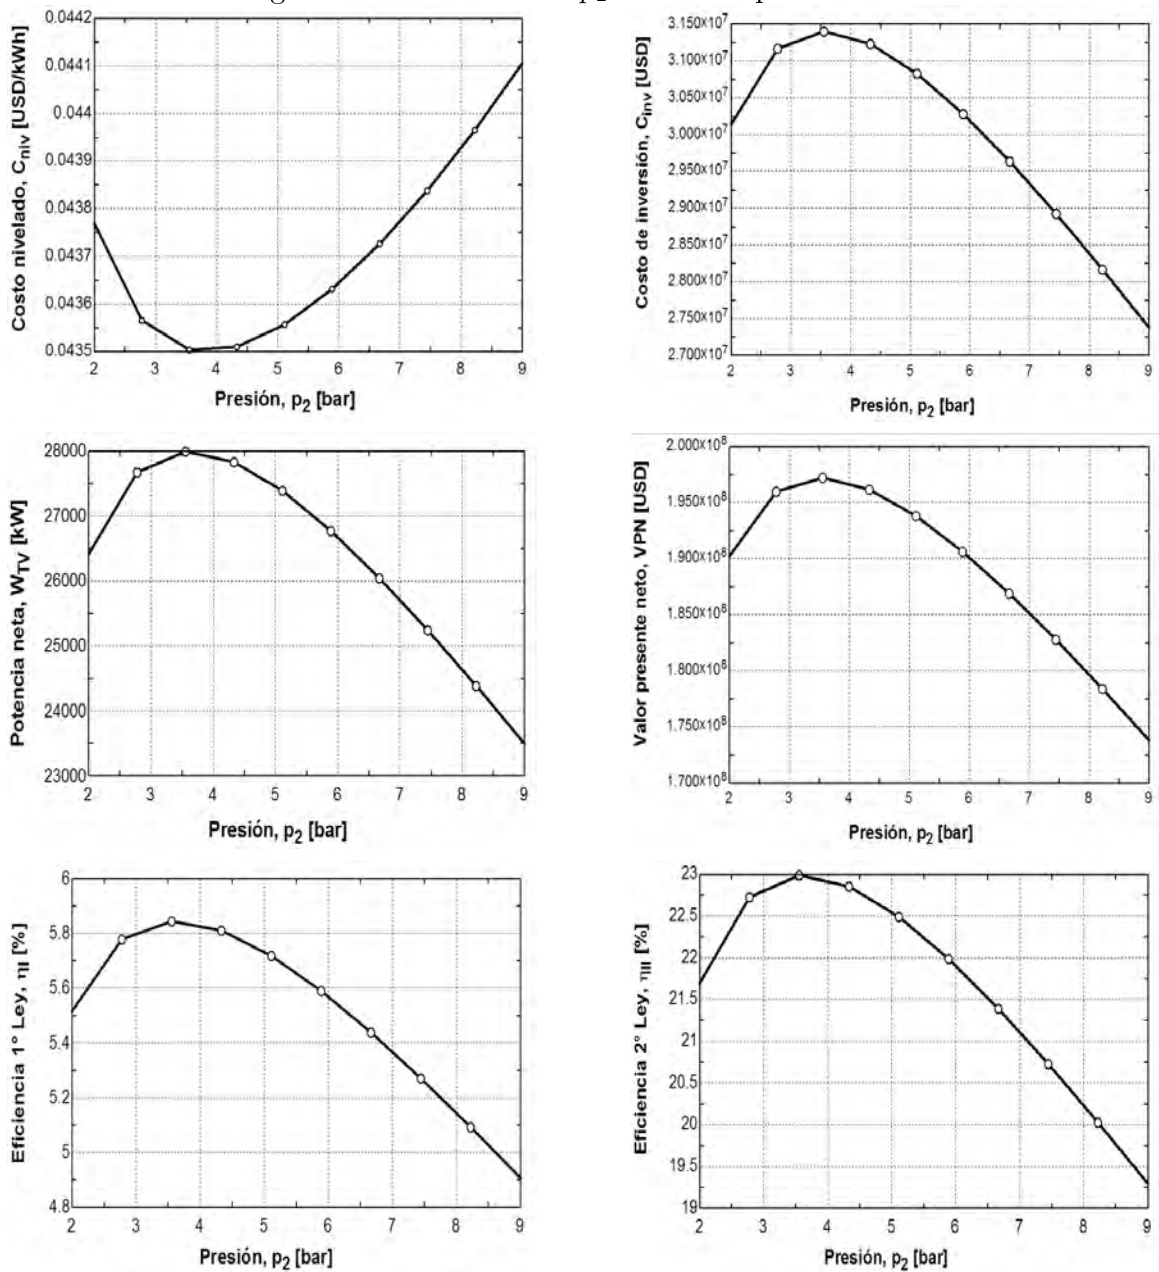 p2
Costo nivelado, Cniv [USD/kWh]
0.0442
0.0441
0.044
0.0439
0.0438
0.0437
0.0436
0.0435
2 3 4 5 6 7 8 9
Presión, p2 [bar]
Costo de inversión, Cinv [USD]
3.150x10^7
3.100x10^7
3.050x10^7
3.000x10^7
2.950x10^7
2.900x10^7
2.850x10^7
2.800x10^7
2.750x10^7
2.700x10^7
2 3 4 5 6 7 8 9
Presión, p2 [bar]
Potencia neta, WTV [kW]
28000
27000
26000
25000
24000
23000
2 3 4 5 6 7 8 9
Presión, p2 [bar]
Valor presente neto, VPN [USD]
2.000x10^8
1.950x10^8
1.900x10^8
1.850x10^8
1.800x10^8
1.750x10^8
1.700x10^8
2 3 4 5 6 7 8 9
Presión, p2 [bar]
Eficiencia 1° Ley, ηI [%]
6
5.8
5.6
5.4
5.2
5
4.8
2 3 4 5 6 7 8 9
Presión, p2 [bar]
Eficiencia 2° Ley, ηII [%]
23
22.5
22
21.5
21
20.5
20
19.5
19
2 3 4 5 6 7 8 9
Presión, p2 [bar]